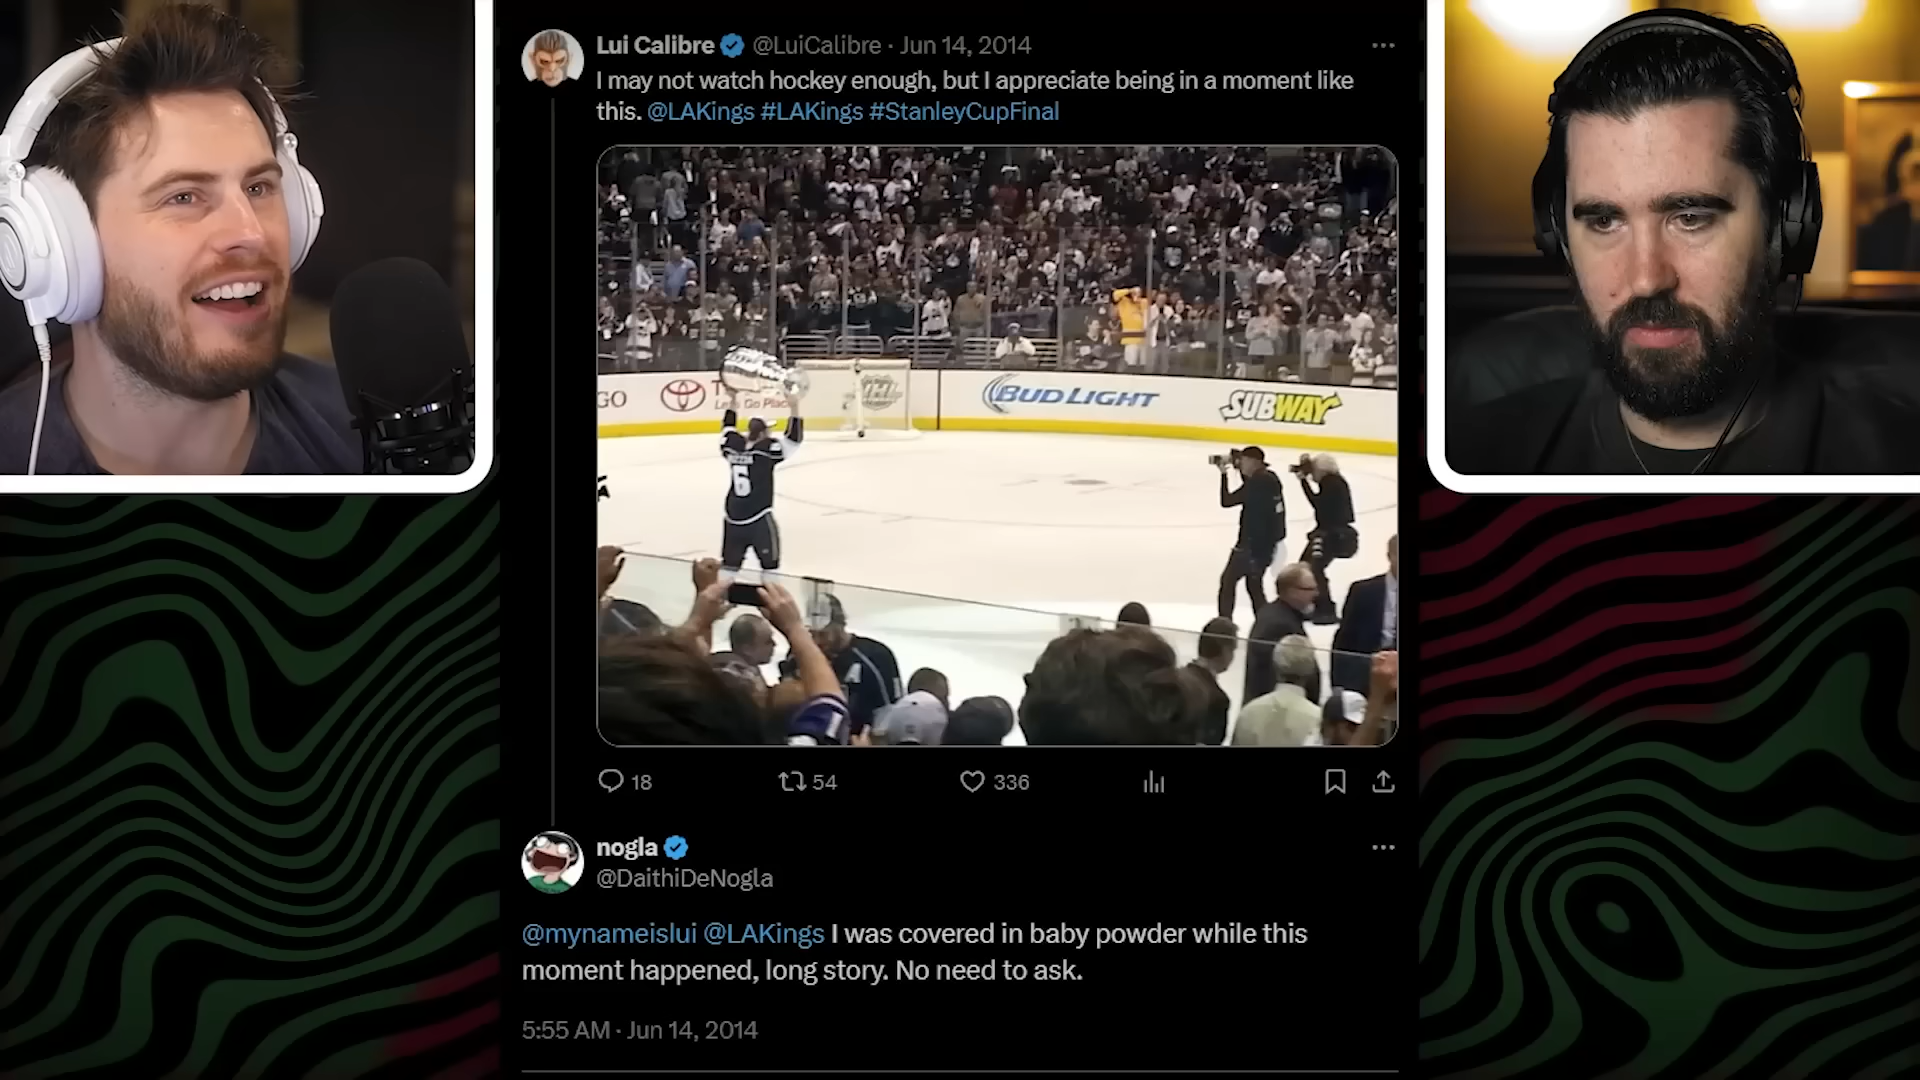 Lui Calibre @LuiCalibre · Jun 14, 2014
I may not watch hockey enough, but I appreciate being in a moment like
this. @LAKings #LAKings #StanleyCupFinal
GO
TOYOTA
BUD LIGHT
SUBWAY
6
A
18 54 336
nogla
@DaithiDeNogla
@mynameislui @LAKings I was covered in baby powder while this
moment happened, long story. No need to ask.
5:55 AM · Jun 14, 2014